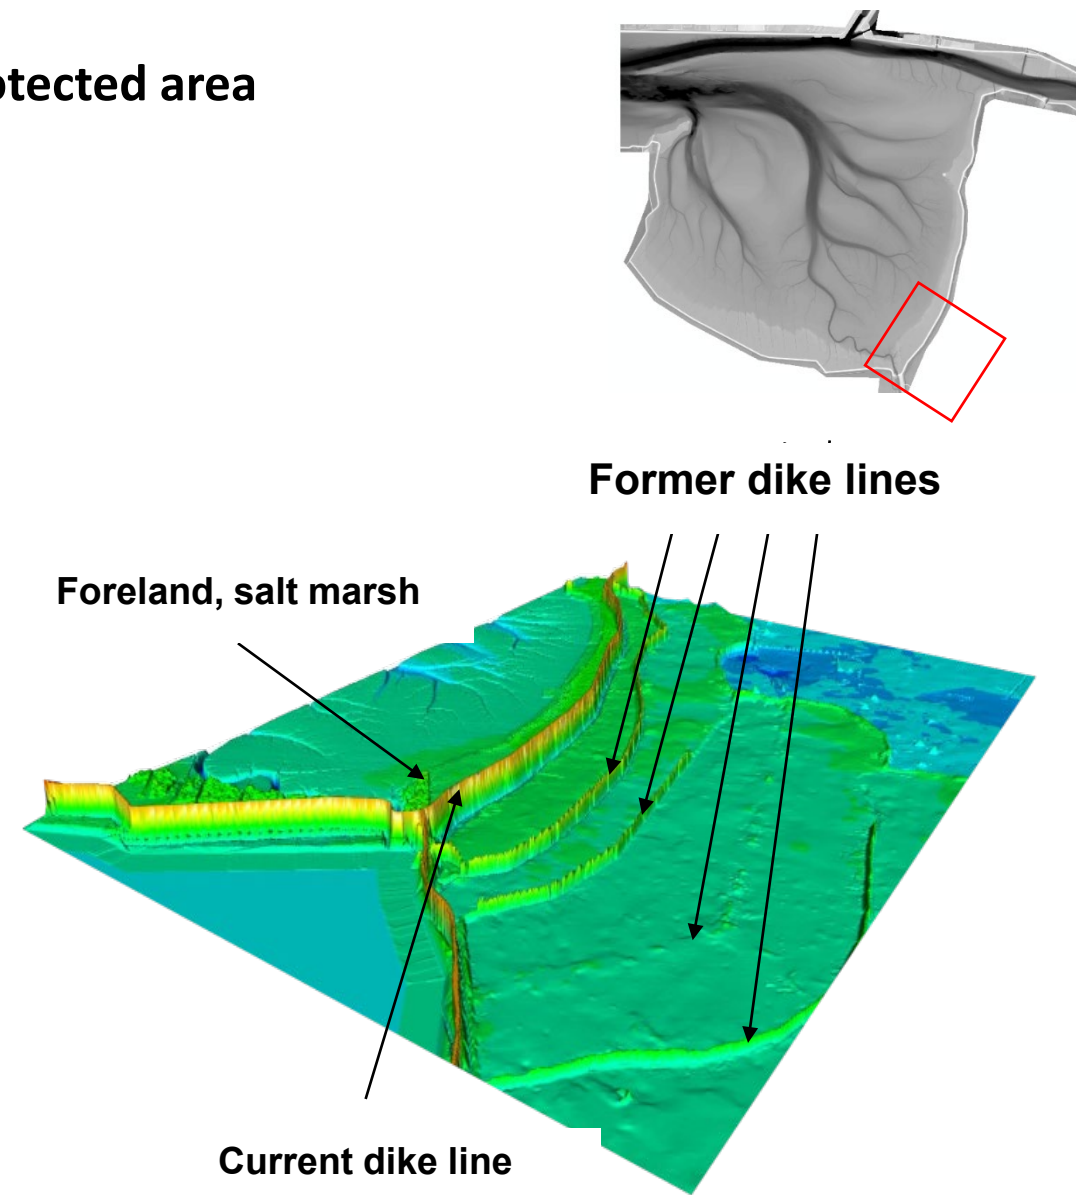 otected area
Former dike lines
Foreland, salt marsh
Current dike line